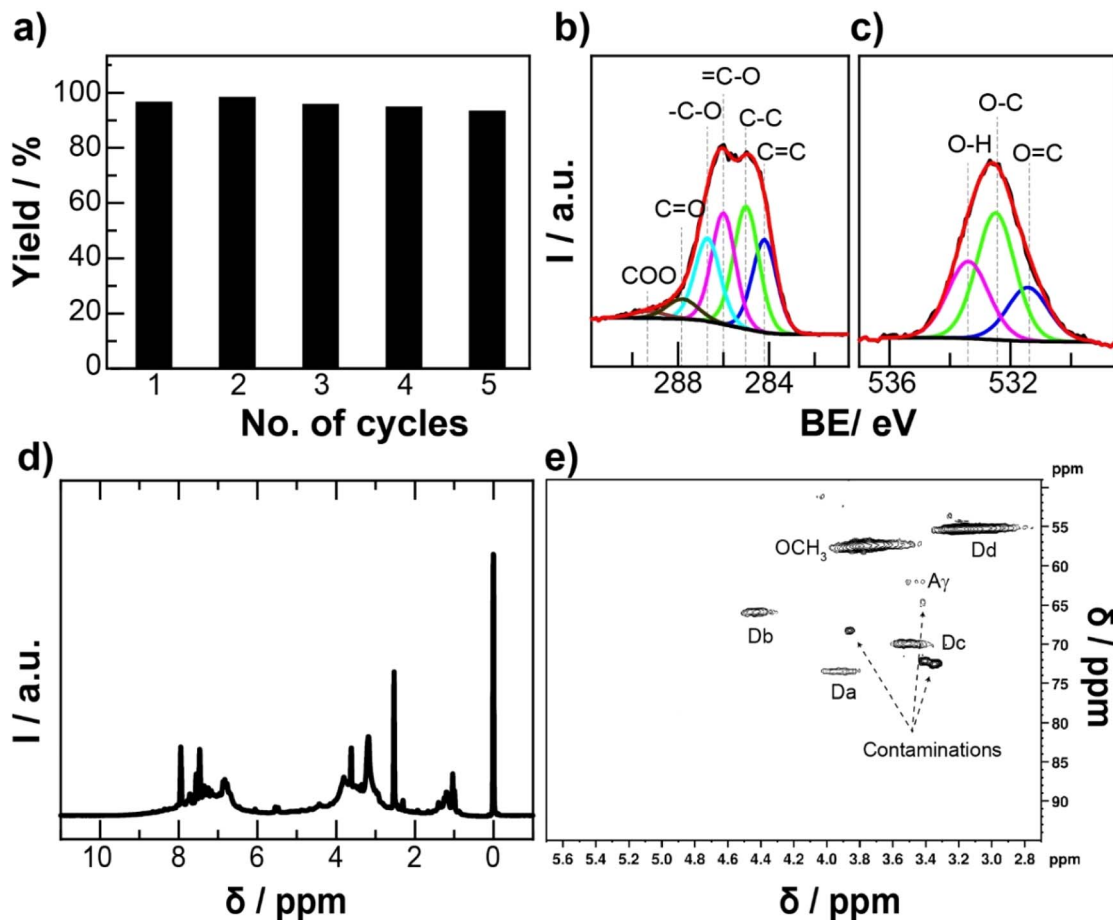 a)
Yield / %
100
80
60
40
20
0
1 2 3 4 5
No. of cycles
b)
=C-O
-C-O
C-C
C=C
C=O
COO
I / a.u.
288 284
c)
O-C
O-H
O=C
536 532
BE/ eV
d)
I / a.u.
10 8 6 4 2 0
δ / ppm
e)
ppm
OCH3
Dd
Aγ
Db
Dc
Da
Contaminations
55
60
65
70
75
80
85
90
δ / ppm
5.6 5.4 5.2 5.0 4.8 4.6 4.4 4.2 4.0 3.8 3.6 3.4 3.2 3.0 2.8 ppm
δ / ppm